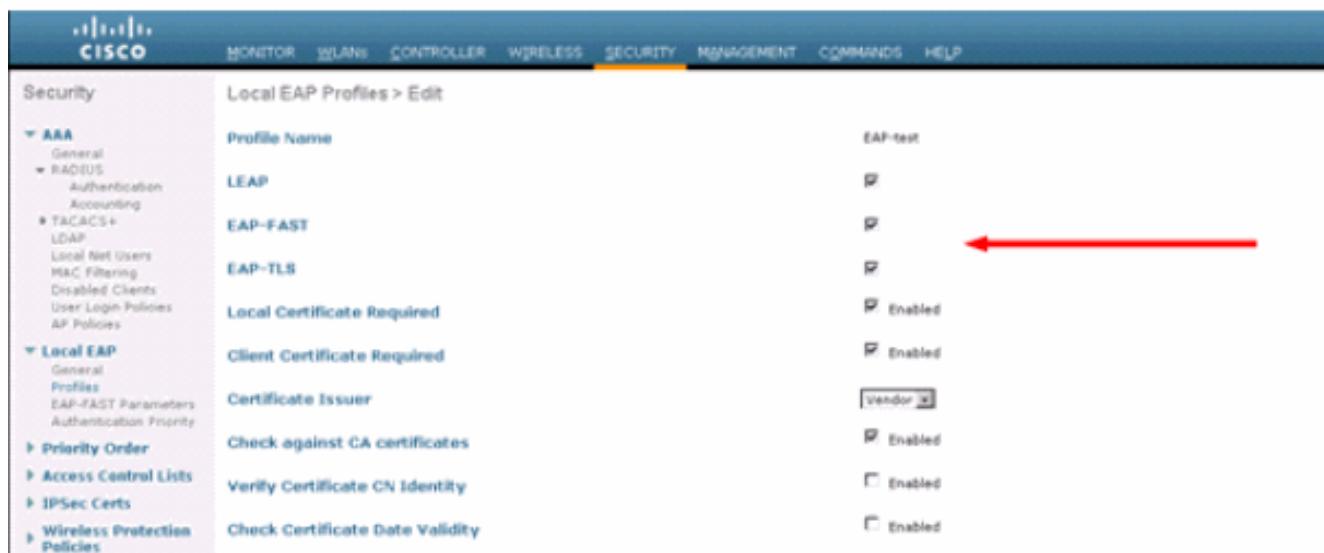 CISCO
MONITOR WLANs CONTROLLER WIRELESS SECURITY MANAGEMENT COMMANDS HELP
Security
AAA
General
RADIUS
Authentication
Accounting
TACACS+
LDAP
Local Net Users
MAC Filtering
Disabled Clients
User Login Policies
AP Policies
Local EAP
General
Profiles
EAP-FAST Parameters
Authentication Priority
Priority Order
Access Control Lists
IPSec Certs
Wireless Protection
Policies
Local EAP Profiles > Edit
Profile Name EAP-test
LEAP
EAP-FAST
EAP-TLS
Local Certificate Required Enabled
Client Certificate Required Enabled
Certificate Issuer Vendor
Check against CA certificates Enabled
Verify Certificate CN Identity Enabled
Check Certificate Date Validity Enabled